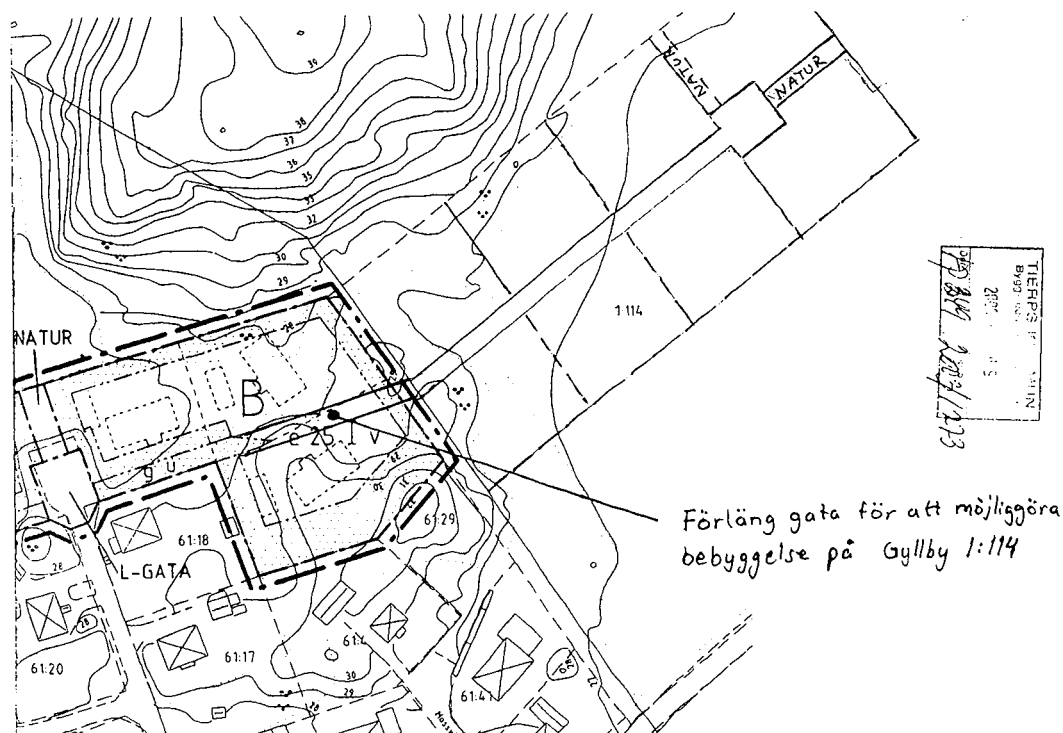 39
38
37
36
35
33
32
30
29
NATUR
NATUR
NATUR
B
e 25 I v
g u
1:114
TIERPS
Förläng gata för att möjliggöra
bebyggelse på Gyllby 1:114
61:29
61:18
L-GATA
28
61:20
61:17
61:41
30
29